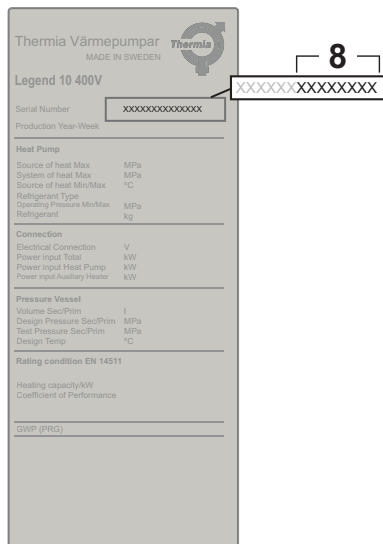 Thermia Värmepumpar
MADE IN SWEDEN
Thermia
Legend 10 400V
Serial Number XXXXXXXXXXXXXX
8
XXXXXXXXXXXXXX
Production Year-Week
Heat Pump
Source of heat Max MPa
System of heat Max MPa
Source of heat Min/Max °C
Refrigerant Type
Operating Pressure Min/Max MPa
Refrigerant kg
Connection
Electrical Connection V
Power input Total kW
Power input Heat Pump kW
Power input Auxiliary Heater kW
Pressure Vessel
Volume Sec/Prim l
Design Pressure Sec/Prim MPa
Test Pressure Sec/Prim MPa
Design Temp °C
Rating condition EN 14511
Heating capacity/kW
Coefficient of Performance
GWP (PRG)